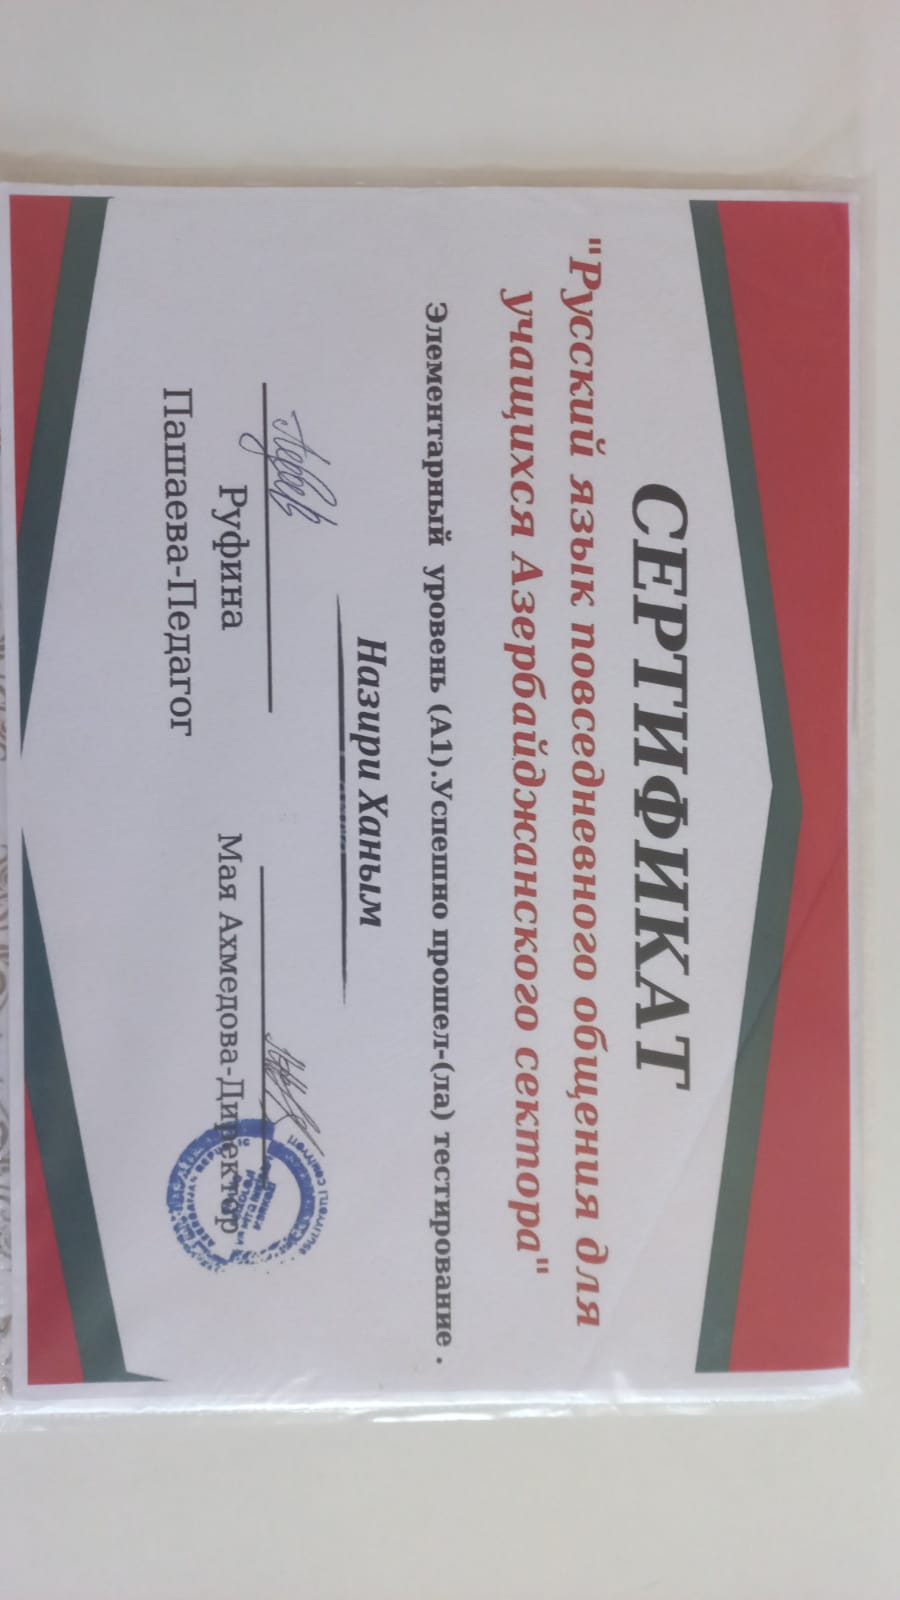 СЕРТИФИКАТ
"Русский язык повседневного общения для
учащихся Азербайджанского сектора"
Элементарный уровень (А1).Успешно прошел-(ла) тестирование .
Назири Ханым
Руфина
Пашаева-Педагог
Мая Ахмедова-Директор